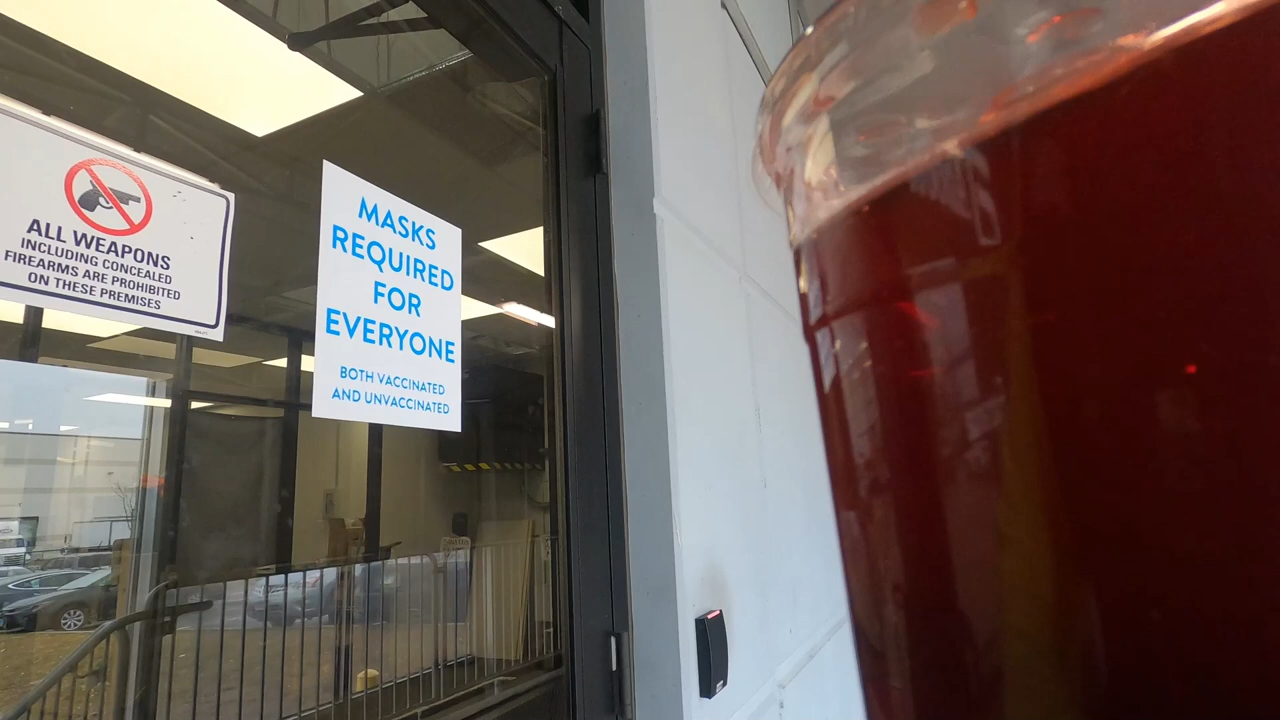 ALL WEAPONS
INCLUDING CONCEALED
FIREARMS ARE PROHIBITED
ON THESE PREMISES
MASKS
REQUIRED
FOR
EVERYONE
BOTH VACCINATED
AND UNVACCINATED